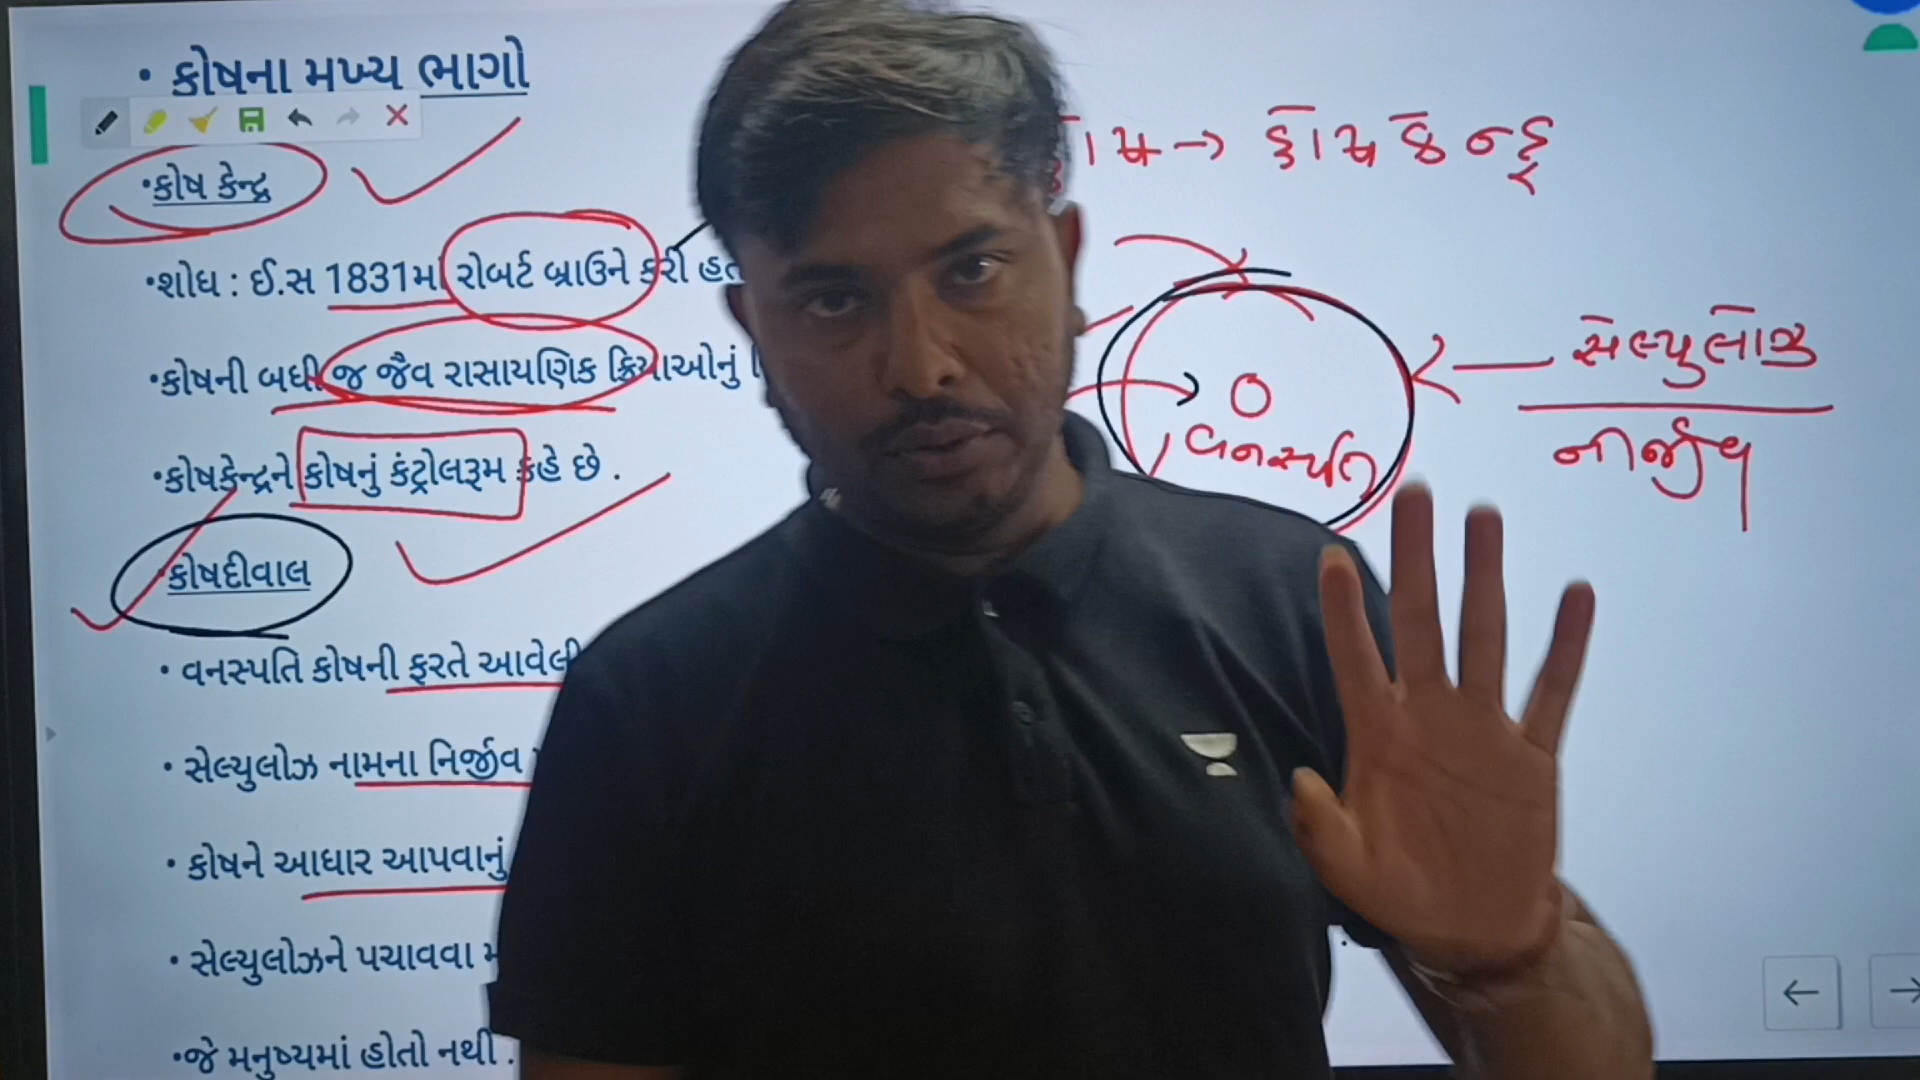 • કોષના મખ્ય ભાગો
•કોષ કેન્દ્ર
•શોધ : ઈ.સ 1831મ રોબર્ટ બ્રાઉને કરી હત
•કોષની બધી જ જૈવ રાસાયણિક ક્રિયાઓનું
•કોષકેન્દ્રને કોષનું કંટ્રોલરૂમ કહે છે .
•કોષદીવાલ
• વનસ્પતિ કોષની ફરતે આવેલી
• સેલ્યુલોઝ નામના નિર્જીવ
• કોષને આધાર આપવાનું
• સેલ્યુલોઝને પચાવવા મ
•જે મનુષ્યમાં હોતો નથી .
→ કોષ કેન્દ્ર
વનસ્પતિ
સેલ્યુલોઝ
નીર્જીવ